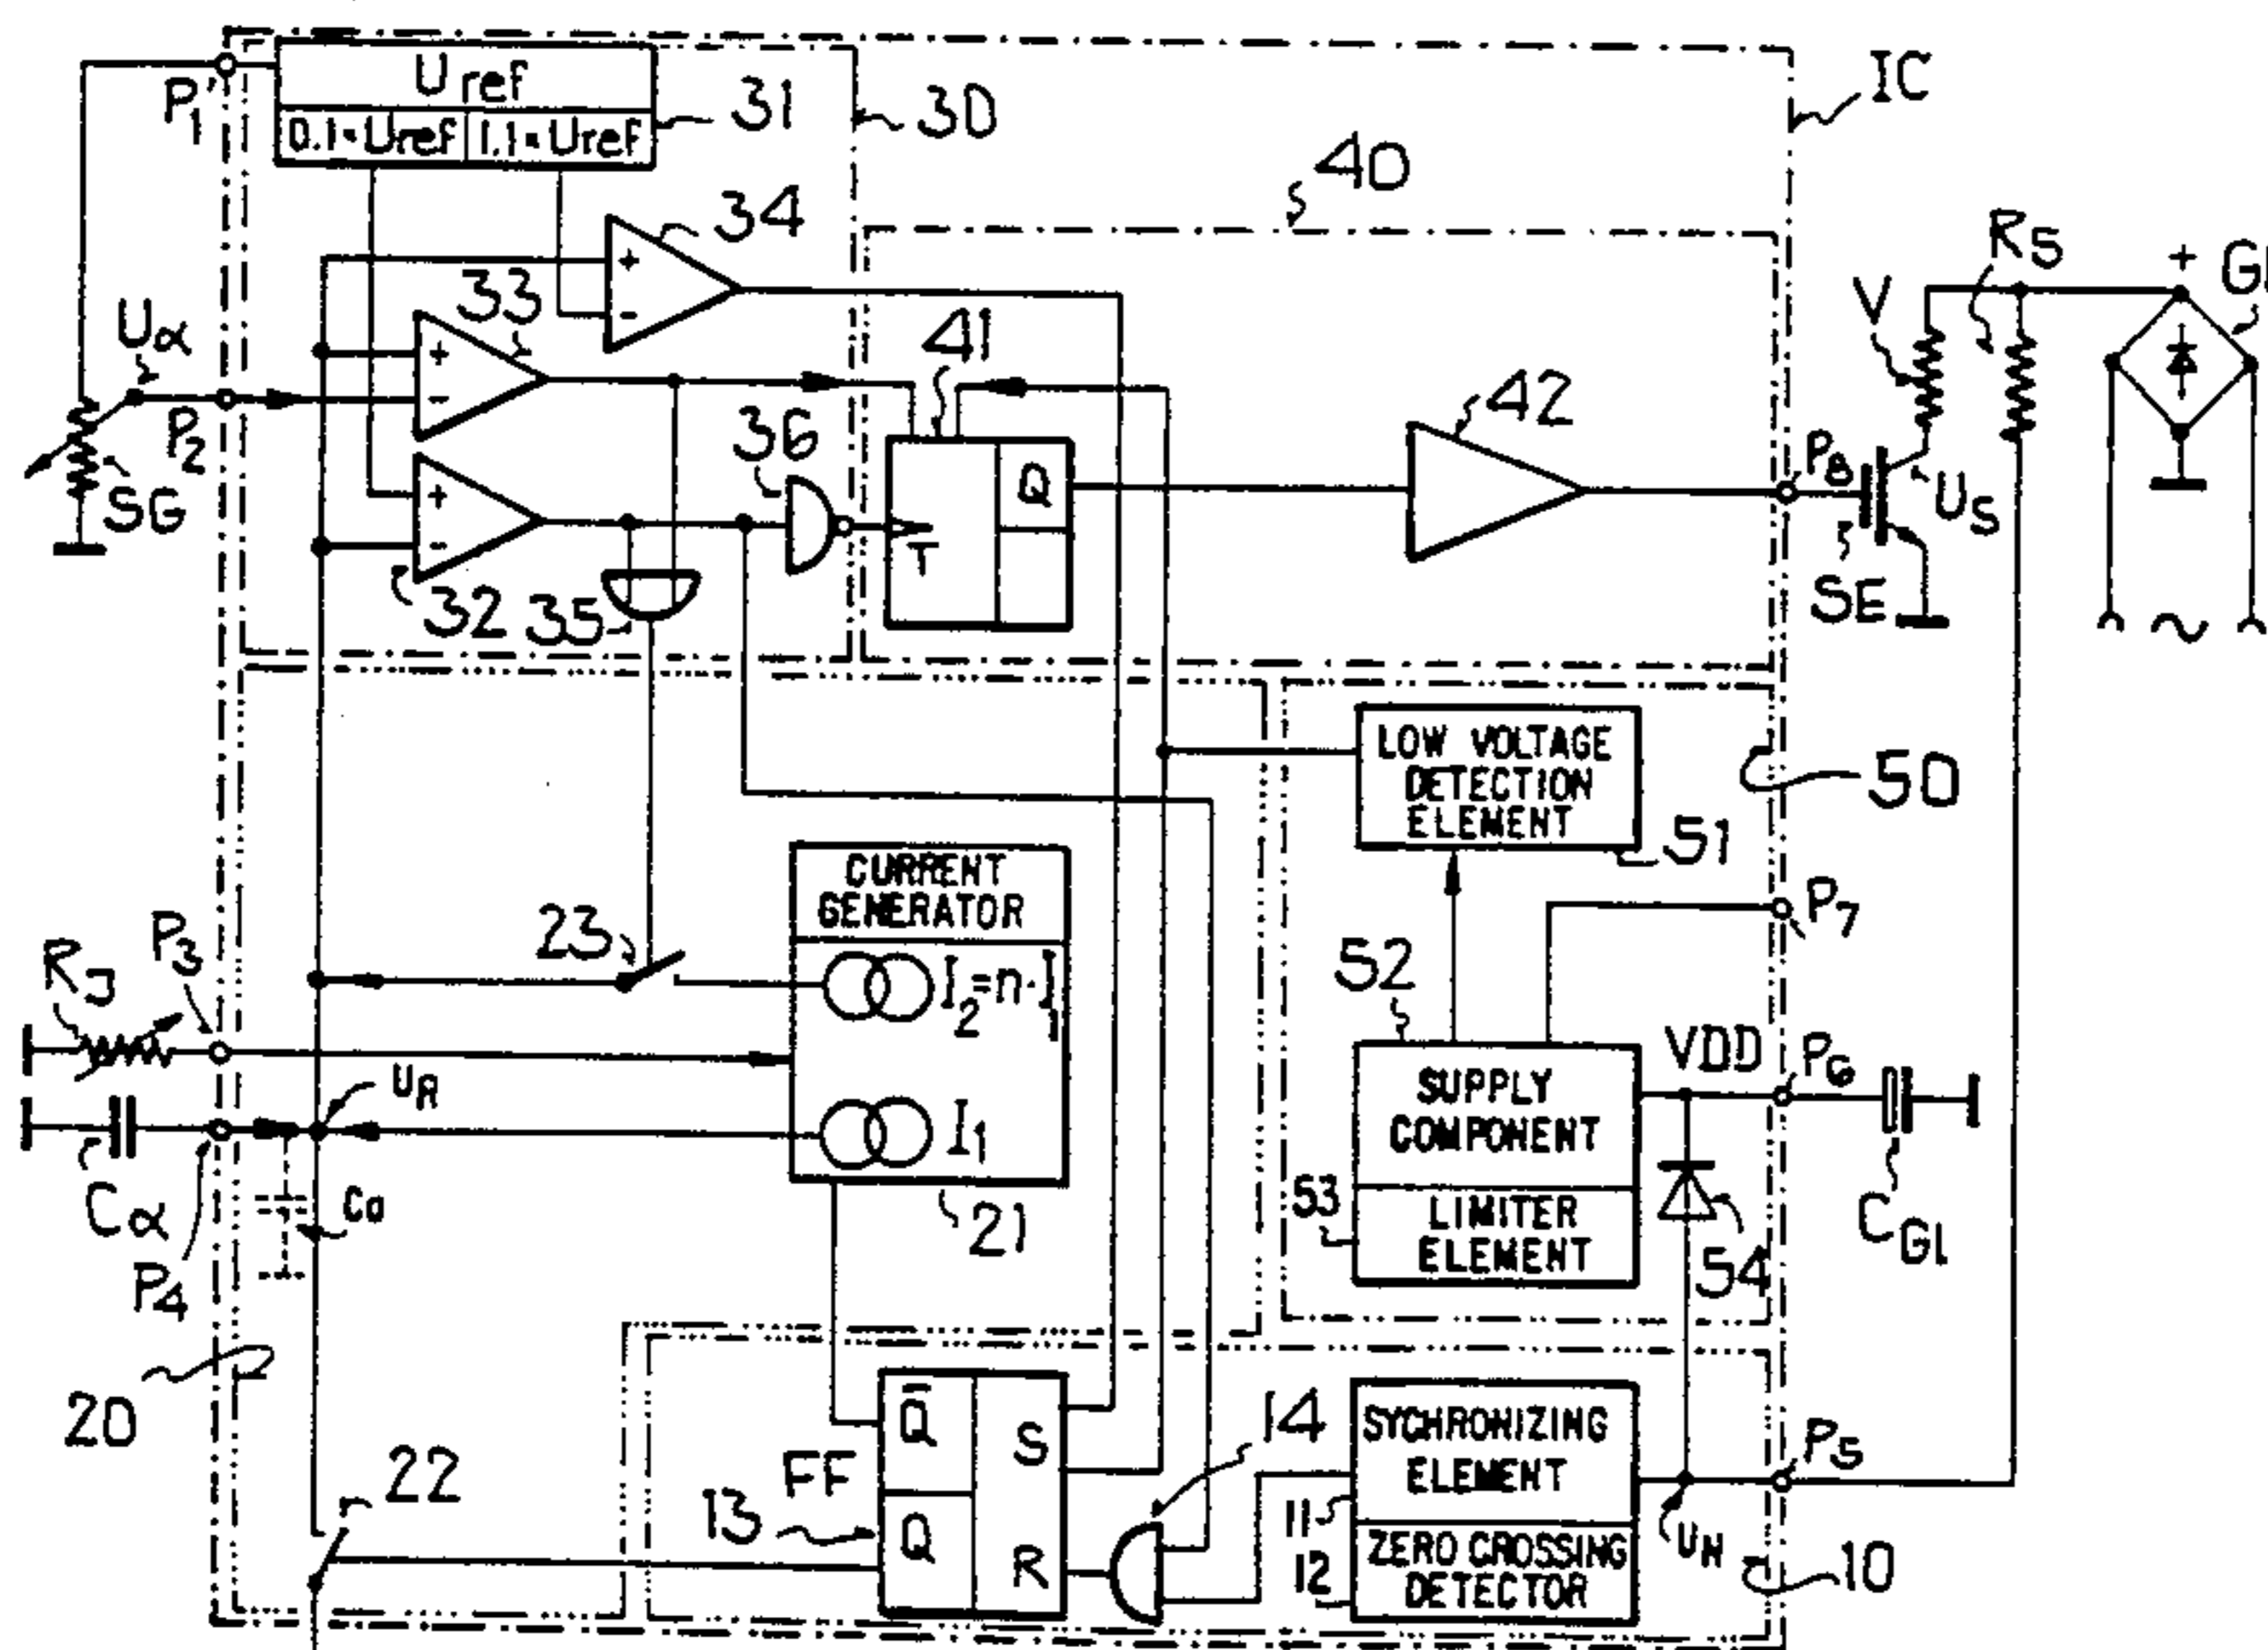 Uref
0.1·Uref 1.1·Uref
P1
31
30
IC
40
34
33
Uα
P2
SG
41
36
42
+
-
+
-
+
-
Q
T
32
35
P8
V
R5
+
US
SE
~
LOW VOLTAGE
DETECTION
ELEMENT
51
50
CURRENT
GENERATOR
I2=n·I1
I1
21
23
P3
RJ
UR
Cα
P4
Ca
20
22
52
SUPPLY
COMPONENT
53
LIMITER
ELEMENT
54
VDD
P7
P6
CGL
Q̅
Q
S
R
FF
13
14
SYCHRONIZING
ELEMENT
11
12
ZERO CROSSING
DETECTOR
UN
P5
10